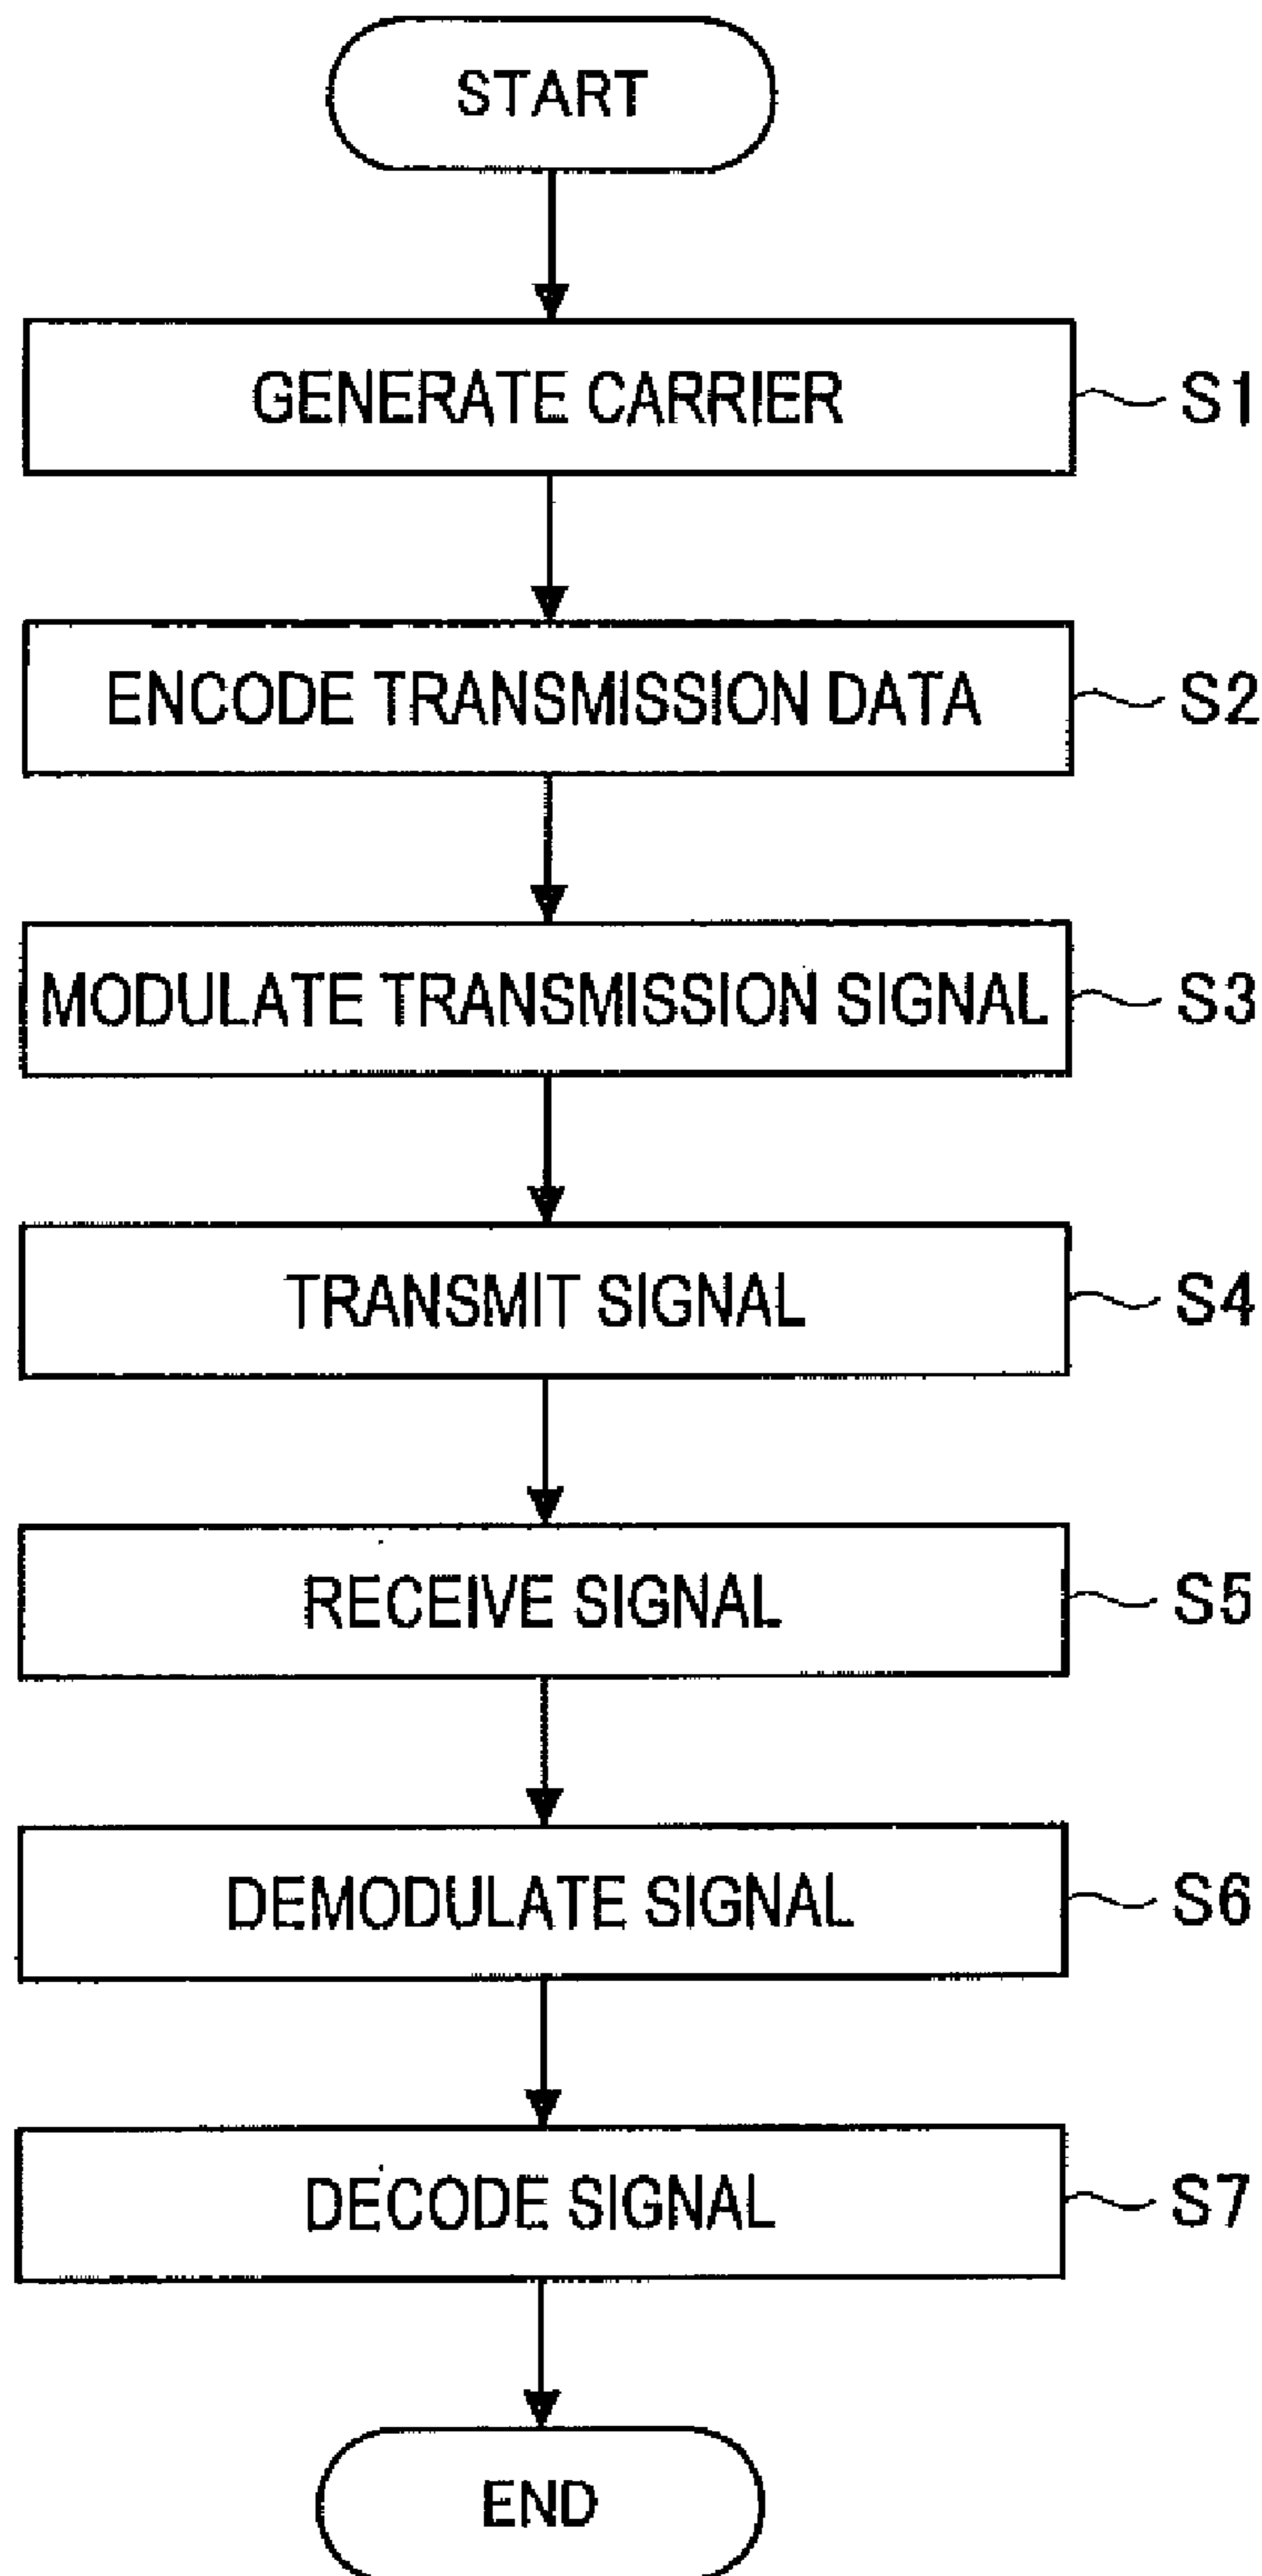 START
GENERATE CARRIER
S1
ENCODE TRANSMISSION DATA
S2
MODULATE TRANSMISSION SIGNAL
S3
TRANSMIT SIGNAL
S4
RECEIVE SIGNAL
S5
DEMODULATE SIGNAL
S6
DECODE SIGNAL
S7
END